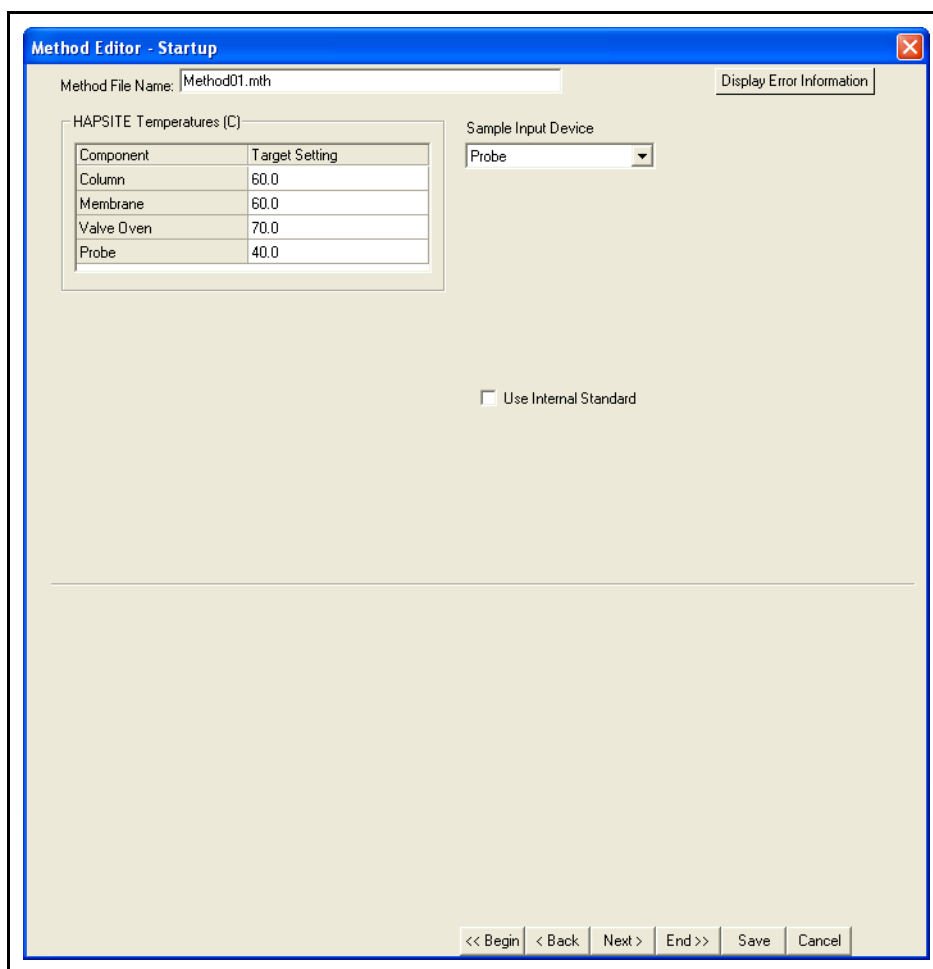 Method Editor - Startup
Method File Name: Method01.mth
Display Error Information
HAPSITE Temperatures (C)
Component Target Setting
Column 60.0
Membrane 60.0
Valve Oven 70.0
Probe 40.0
Sample Input Device
Probe
Use Internal Standard
<< Begin < Back Next > End >> Save Cancel